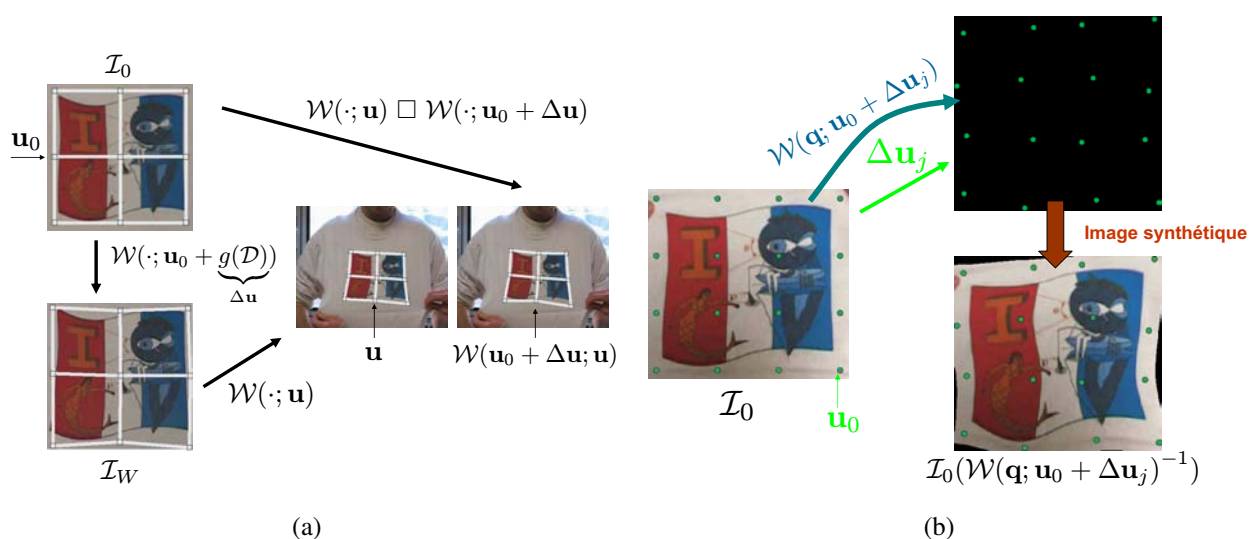 I₀
u₀
W(·; u) □ W(·; u₀ + Δu)
W(·; u₀ + g(D))
Δu
I_W
W(·; u)
u
W(u₀ + Δu; u)
(a)
W(q; u₀ + Δu_j)
Δu_j
I₀
u₀
Image synthétique
I₀(W(q; u₀ + Δu_j)⁻¹)
(b)